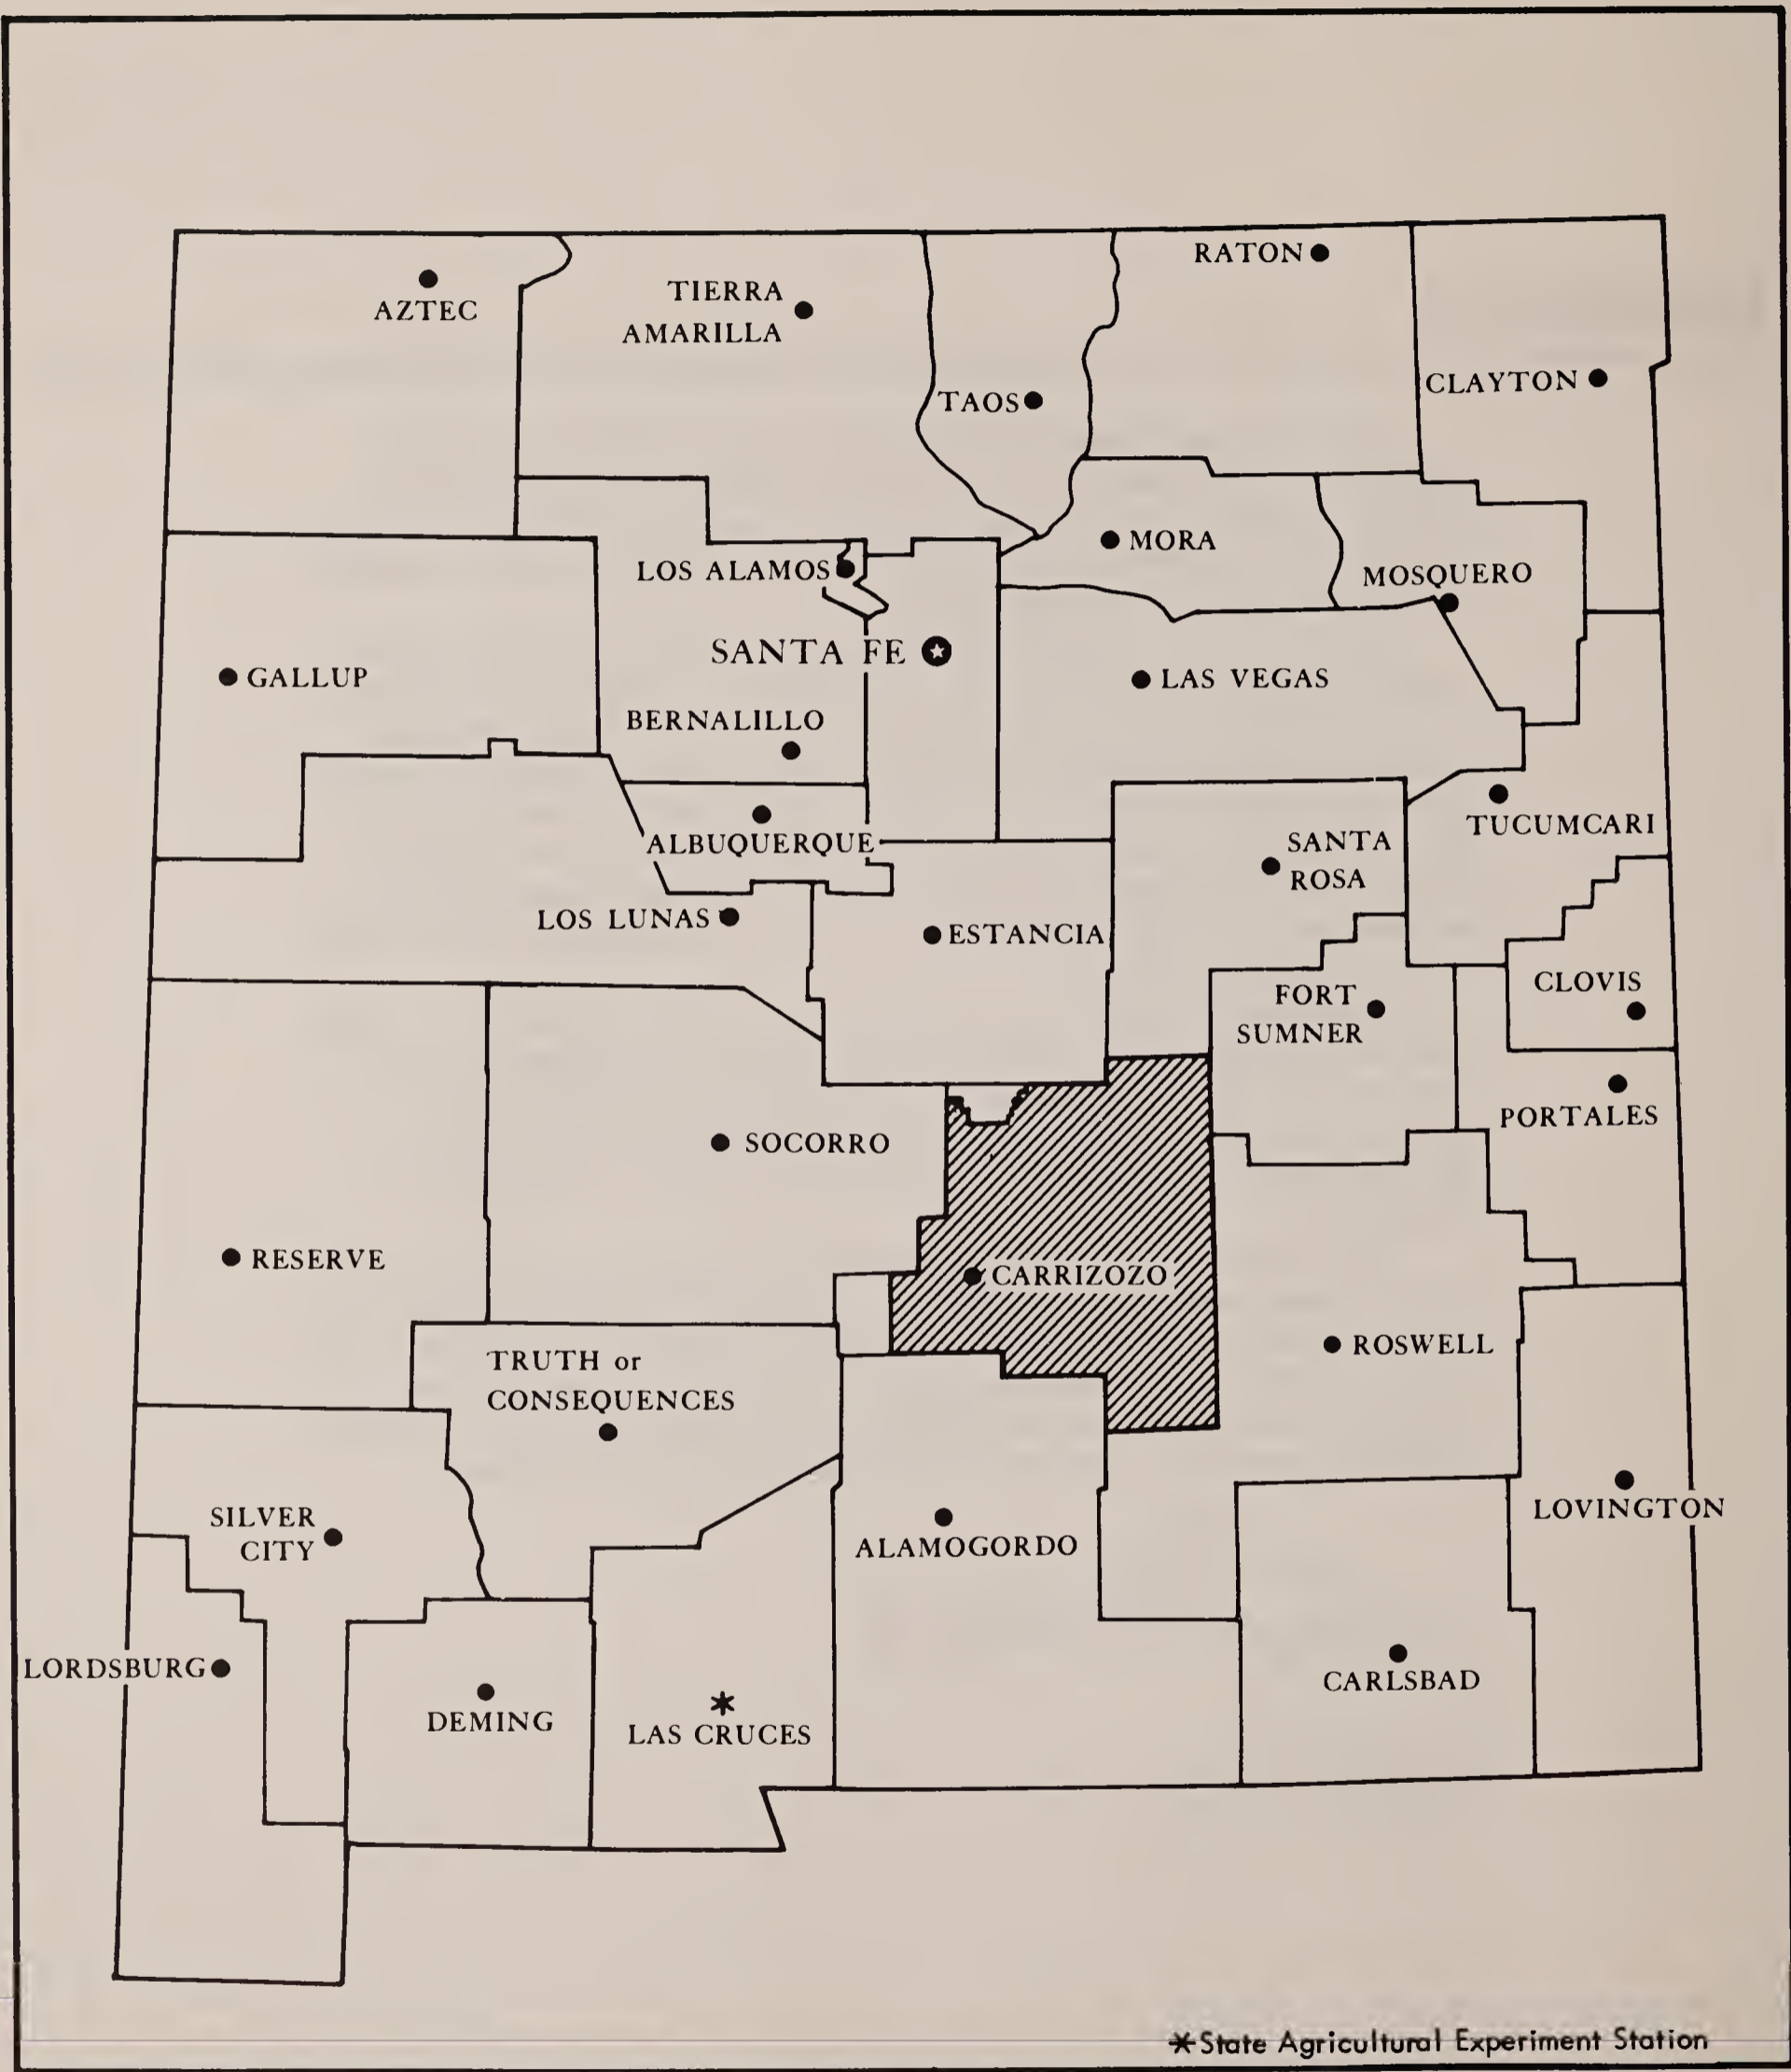 RATON
AZTEC
TIERRA
AMARILLA
TAOS
CLAYTON
MORA
LOS ALAMOS
MOSQUERO
SANTA FE
GALLUP
LAS VEGAS
BERNALILLO
ALBUQUERQUE
TUCUMCARI
SANTA
ROSA
LOS LUNAS
ESTANCIA
CLOVIS
FORT
SUMNER
PORTALES
SOCORRO
RESERVE
CARRIZOZO
ROSWELL
TRUTH or
CONSEQUENCES
LOVINGTON
SILVER
CITY
ALAMOGORDO
LORDSBURG
CARLSBAD
DEMING
LAS CRUCES
*State Agricultural Experiment Station